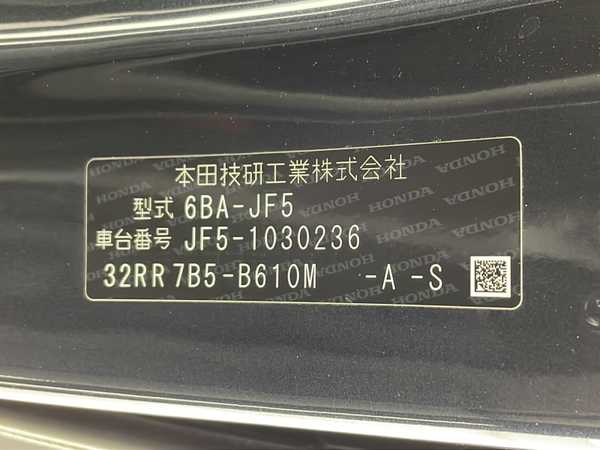 本田技研工業株式会社
型式 6BA-JF5
車台番号 JF5-1030236
32RR 7B5-B610M -A -S